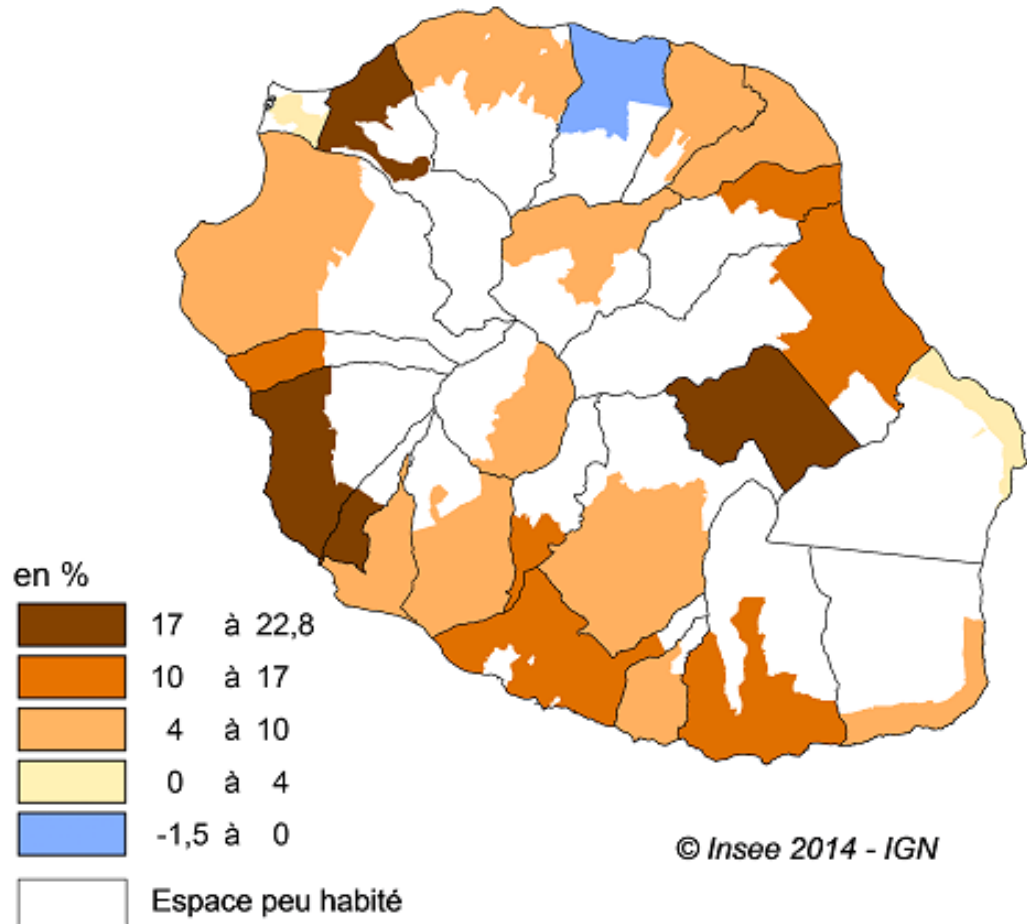 en %
17 à 22,8
10 à 17
4 à 10
0 à 4
-1,5 à 0
Espace peu habité
© Insee 2014 - IGN